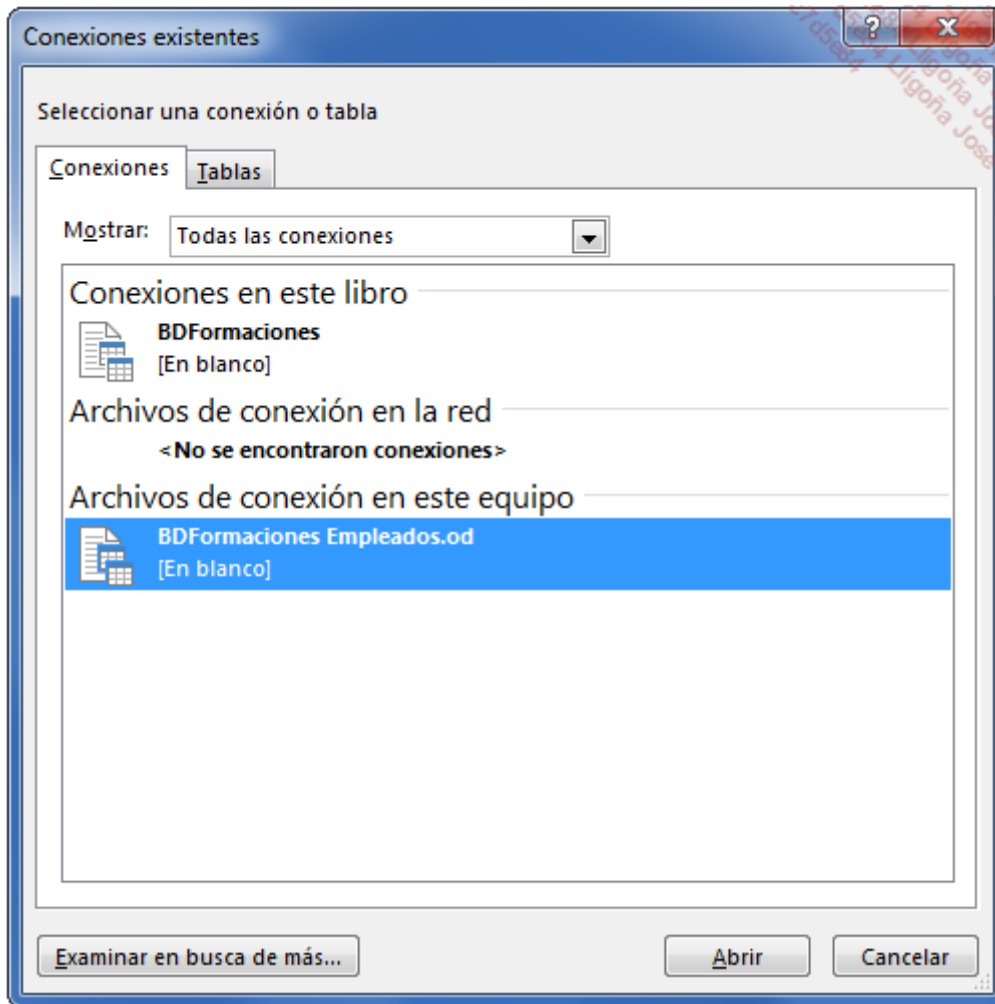 Conexiones existentes
?
X
Seleccionar una conexión o tabla
Conexiones
Tablas
Mostrar:
Todas las conexiones
Conexiones en este libro
BDFormaciones
[En blanco]
Archivos de conexión en la red
<No se encontraron conexiones>
Archivos de conexión en este equipo
BDFormaciones Empleados.od
[En blanco]
Examinar en busca de más...
Abrir
Cancelar